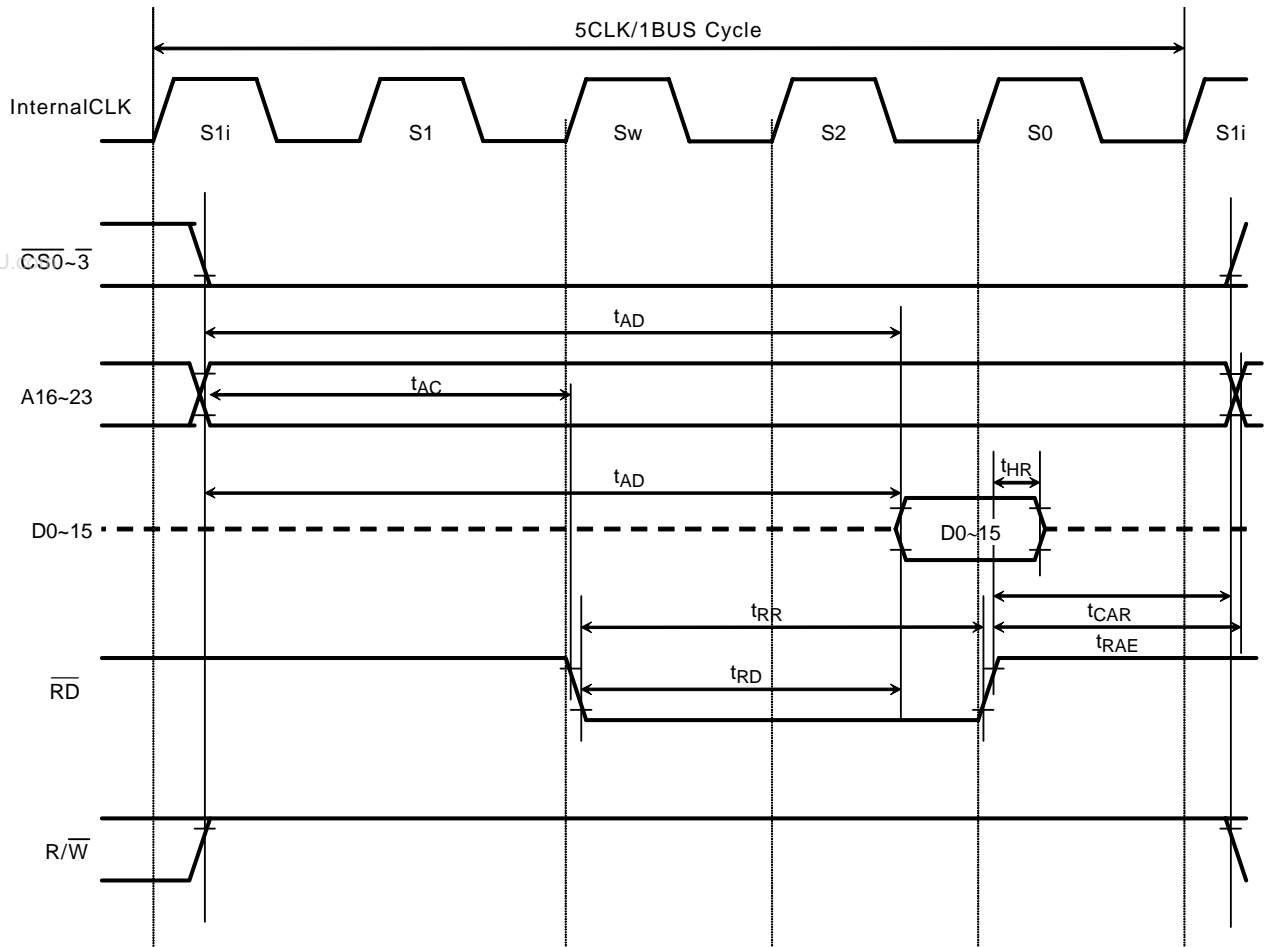 5CLK/1BUS Cycle
InternalCLK
S1i S1 Sw S2 S0 S1i
CS0~3
tAD
A16~23
tAC
tAD
tHR
D0~15
D0~15
tRR
tCAR
tRAE
RD
tRD
R/W